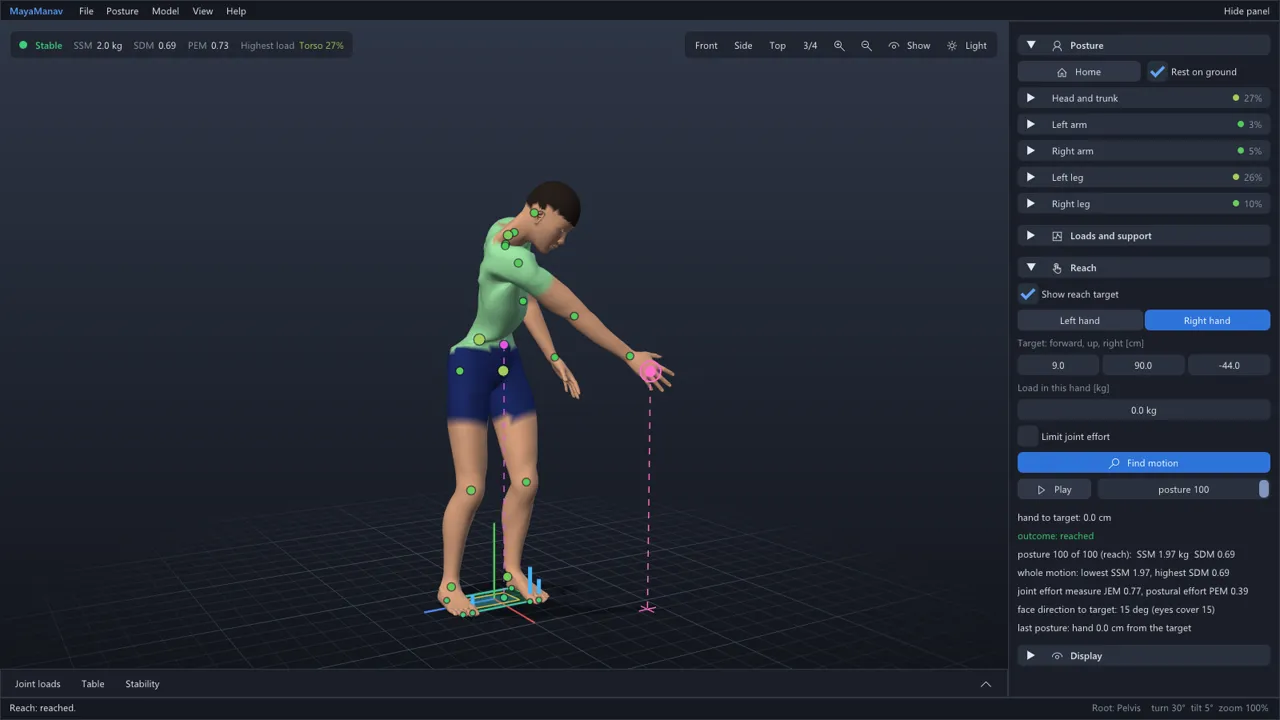 MayaManav File Posture Model View Help Hide panel
Stable SSM 2.0 kg SDM 0.69 PEM 0.73 Highest load Torso 27%
Front Side Top 3/4 Show Light
Posture
Home Rest on ground
Head and trunk 27%
Left arm 3%
Right arm 5%
Left leg 26%
Right leg 10%
Loads and support
Reach
Show reach target
Left hand Right hand
Target: forward, up, right [cm]
9.0 90.0 -44.0
Load in this hand [kg]
0.0 kg
Limit joint effort
Find motion
Play posture 100
hand to target: 0.0 cm
outcome: reached
posture 100 of 100 (reach): SSM 1.97 kg SDM 0.69
whole motion: lowest SSM 1.97, highest SDM 0.69
joint effort measure JEM 0.77, postural effort PEM 0.39
face direction to target: 15 deg (eyes cover 15)
last posture: hand 0.0 cm from the target
Display
Joint loads Table Stability
Reach: reached. Root: Pelvis turn 30° tilt 5° zoom 100%